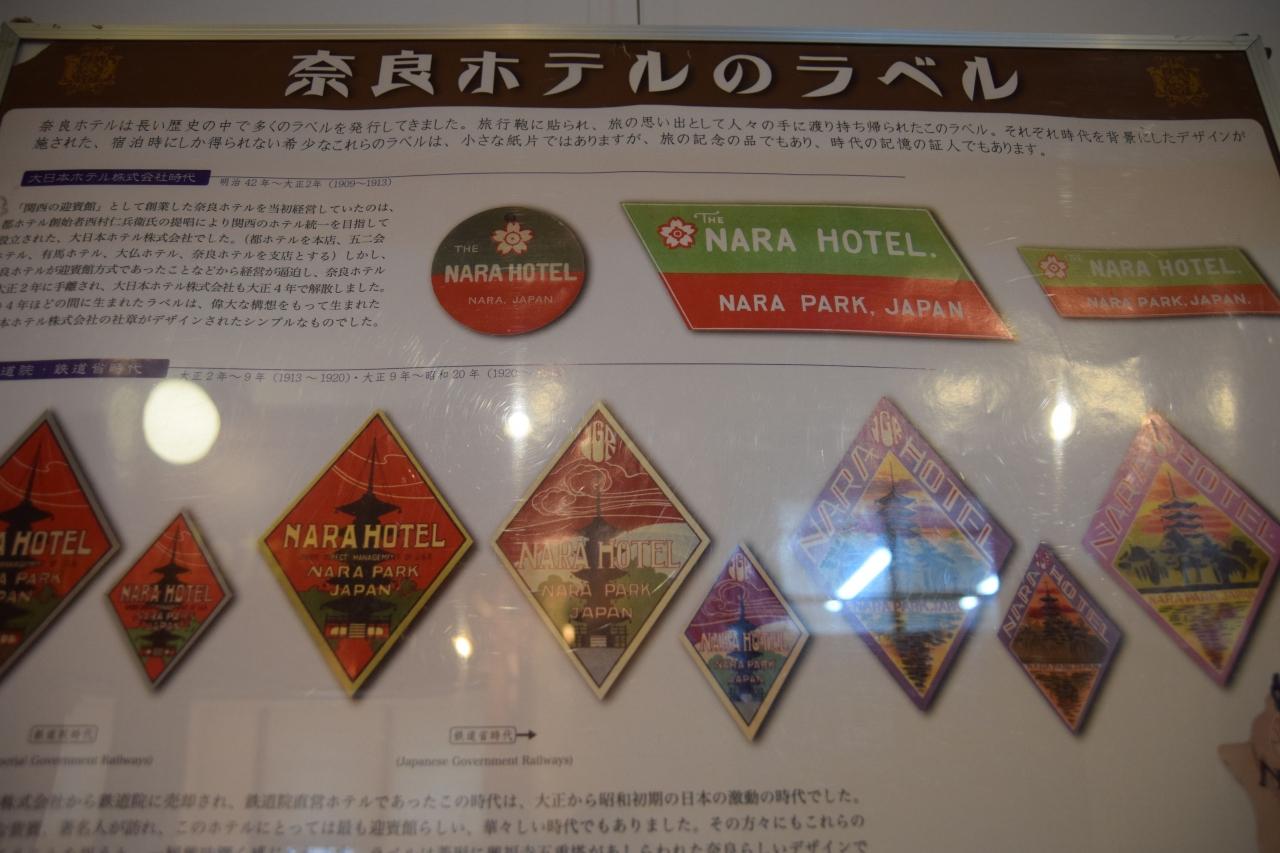 奈良ホテルのラベル
奈良ホテルは長い歴史の中で多くのラベルを発行してきました。旅行鞄に貼られ、旅の思い出として人々の手に渡り持ち帰られたこのラベル。それぞれ時代を背景にしたデザインが
施された、宿泊時にしか得られない希少なこれらのラベルは、小さな紙片ではありますが、旅の記念の品でもあり、時代の記憶の証人でもあります。
大日本ホテル株式会社時代 明治42年〜大正2年(1909〜1913)
「関西の迎賓館」として創業した奈良ホテルを当初経営していたのは、
都ホテル創始者西村仁兵衛氏の提唱により関西のホテル統一を目指して
設立された、大日本ホテル株式会社でした。(都ホテルを本店、五二会
テル、有馬ホテル、大仏ホテル、奈良ホテルを支店とする)しかし、
良ホテルが迎賓館方式であったことなどから経営が逼迫し、奈良ホテル
大正2年に手離され、大日本ホテル株式会社も大正4年で解散しました。
4年ほどの間に生まれたラベルは、偉大な構想をもって生まれた
本ホテル株式会社の社章がデザインされたシンプルなものでした。
THE
NARA HOTEL
NARA, JAPAN
THE
NARA HOTEL.
NARA PARK, JAPAN
THE
NARA HOTEL.
NARA PARK, JAPAN.
道院・鉄道省時代 大正2年〜9年(1913〜1920)・大正9年〜昭和20年(1920〜
A HOTEL
A PARK
PAN
NARA HOTEL
NARA PARK
JAPAN
NARA HOTEL
NARA PARK
JAPAN
JGR
NARA HOTEL
NARA PARK
JAPAN
JGR
NARA HOTEL
NARA PARK
JAPAN
JGR
NARA HOTEL
NARA PARK, JAPAN
NARA HOTEL
NARA HOTEL
NARA PARK, JAPAN
鉄道院時代
Government Railways)
鉄道省時代
(Japanese Government Railways)
株式会社から鉄道院に売却され、鉄道院直営ホテルであったこの時代は、大正から昭和初期の日本の激動の時代でした。
著名人が訪れ、このホテルにとっては最も迎賓館らしい、華々しい時代でもありました。その方々にもこれらの